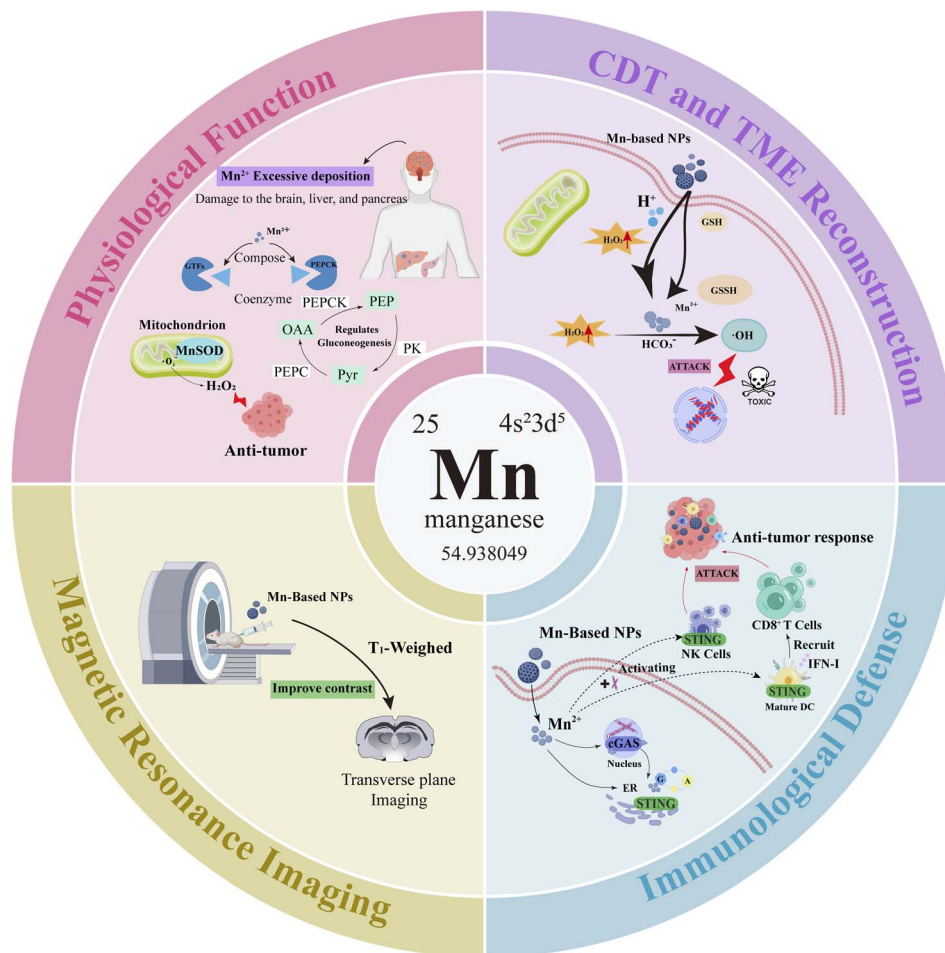 Physiological Function
Mn²⁺ Excessive deposition
Damage to the brain, liver, and pancreas
Mn²⁺
Compose
GTFs
PEPCK
Coenzyme
PEPCK
PEP
OAA
Regulates
Gluconeogenesis
PK
PEPC
Pyr
Mitochondrion
MnSOD
·O₂⁻
H₂O₂
Anti-tumor
CDT and TME Reconstruction
Mn-based NPs
H⁺
GSH
H₂O₂
GSSH
Mn²⁺
H₂O₂
HCO₃⁻
·OH
ATTACK
TOXIC
25
4s²3d⁵
Mn
manganese
54.938049
Magnetic Resonance Imaging
Mn-Based NPs
T₁-Weighed
Improve contrast
Transverse plane
Imaging
Immunological Defense
Anti-tumor response
ATTACK
CD8⁺ T Cells
STING
NK Cells
Recruit
IFN-I
STING
Mature DC
Mn-Based NPs
Activating
+
Mn²⁺
cGAS
Nucleus
G
A
ER
STING